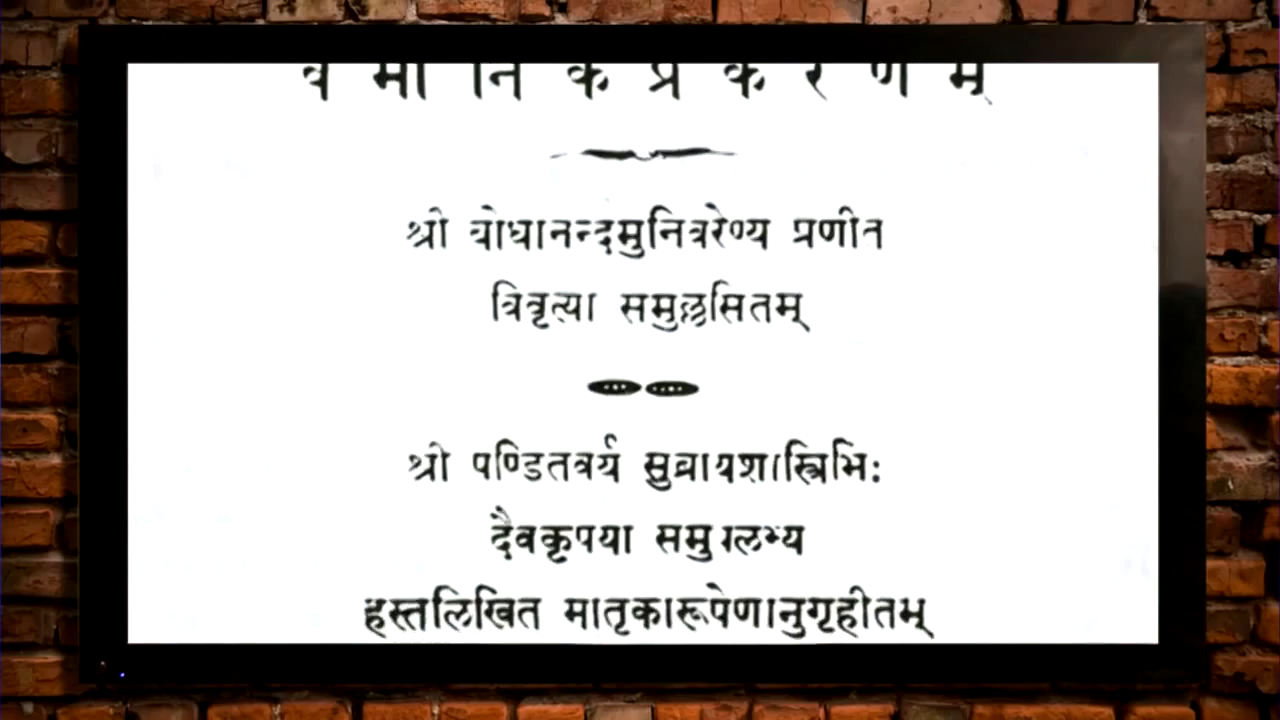 वैमानिकप्रकरणम्
श्री बोधानन्दमुनिवरेण्य प्रणीत
विवृत्या समुल्लसितम्
श्री पण्डितवर्य सुब्रायशास्त्रिभिः
दैवकृपया समुपलभ्य
हस्तलिखित मातृकारूपेणानुगृहीतम्